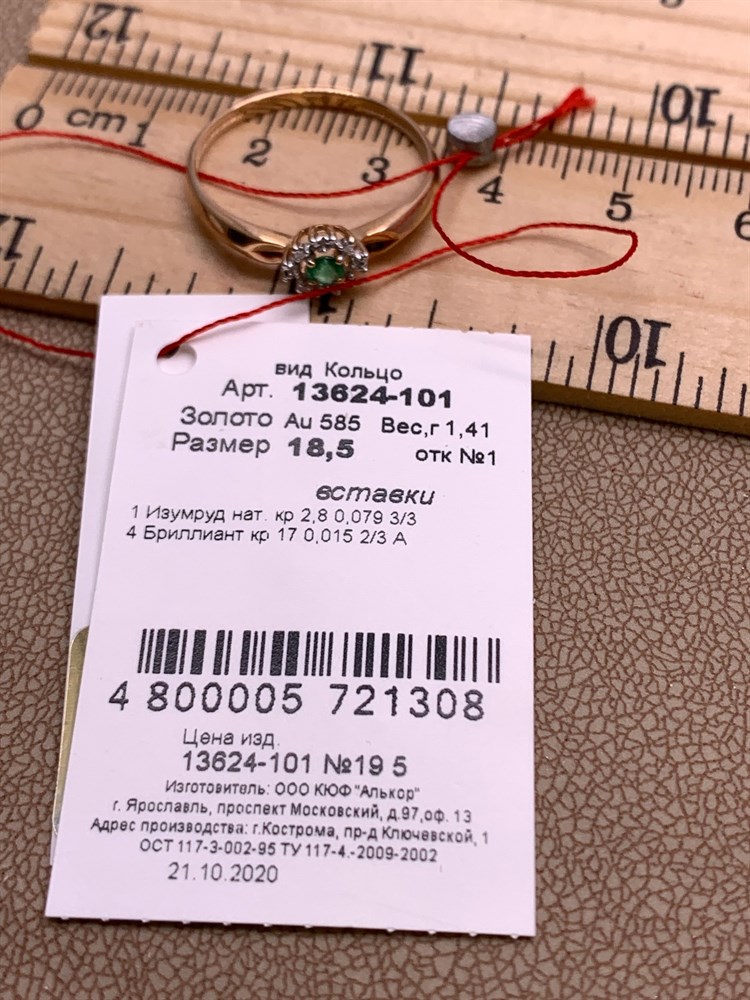 12 11 10
0 cm 1 2 3 4 5 6
12 1 10
вид Кольцо
Арт. 13624-101
Золото Au 585 Вес,г 1,41
Размер 18,5 отк №1
вставки
1 Изумруд нат. кр 2,8 0,079 3/3
4 Бриллиант кр 17 0,015 2/3 А
4 800005 721308
Цена изд.
13624-101 №19 5
Изготовитель: ООО КЮФ "Алькор"
г. Ярославль, проспект Московский, д.97,оф. 13
Адрес производства: г.Кострома, пр-д Ключевской, 1
ОСТ 117-3-002-95 ТУ 117-4.-2009-2002
21.10.2020